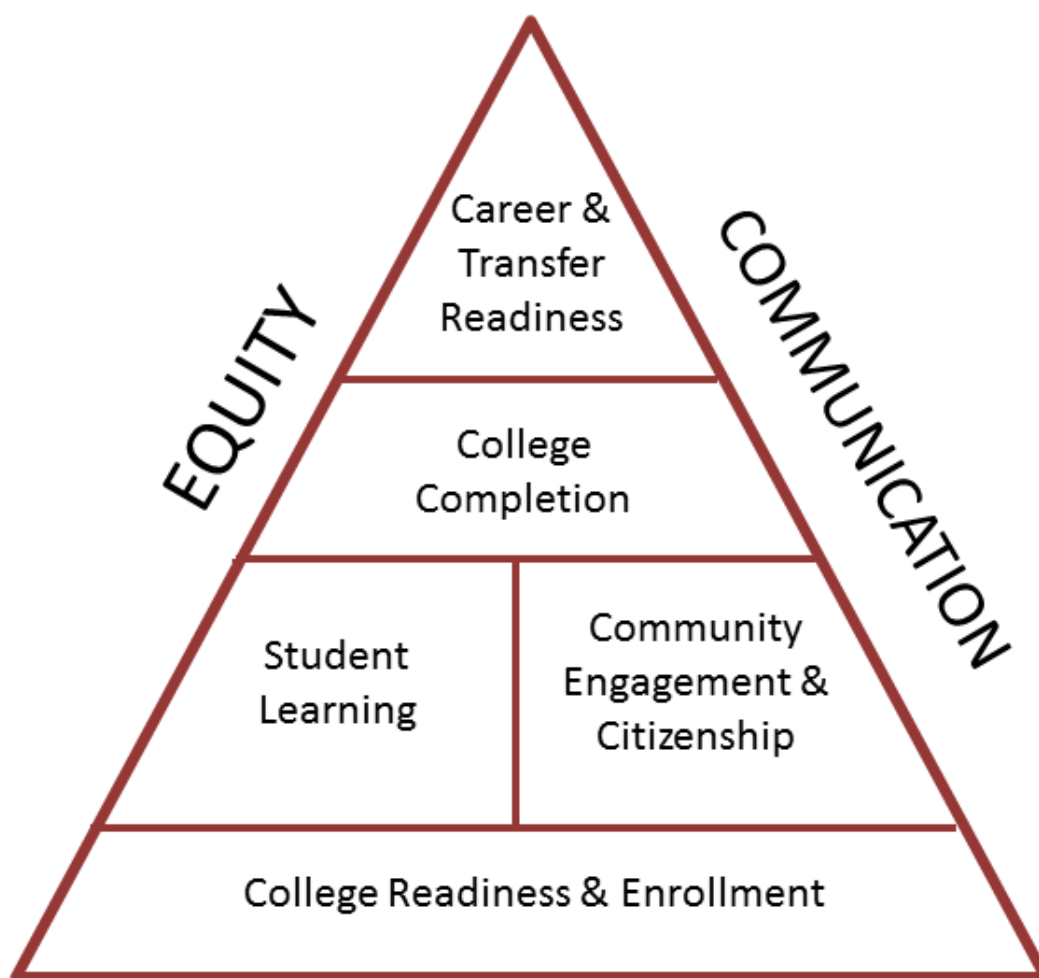 Career &
Transfer
Readiness
EQUITY
COMMUNICATION
College
Completion
Student
Learning
Community
Engagement &
Citizenship
College Readiness & Enrollment